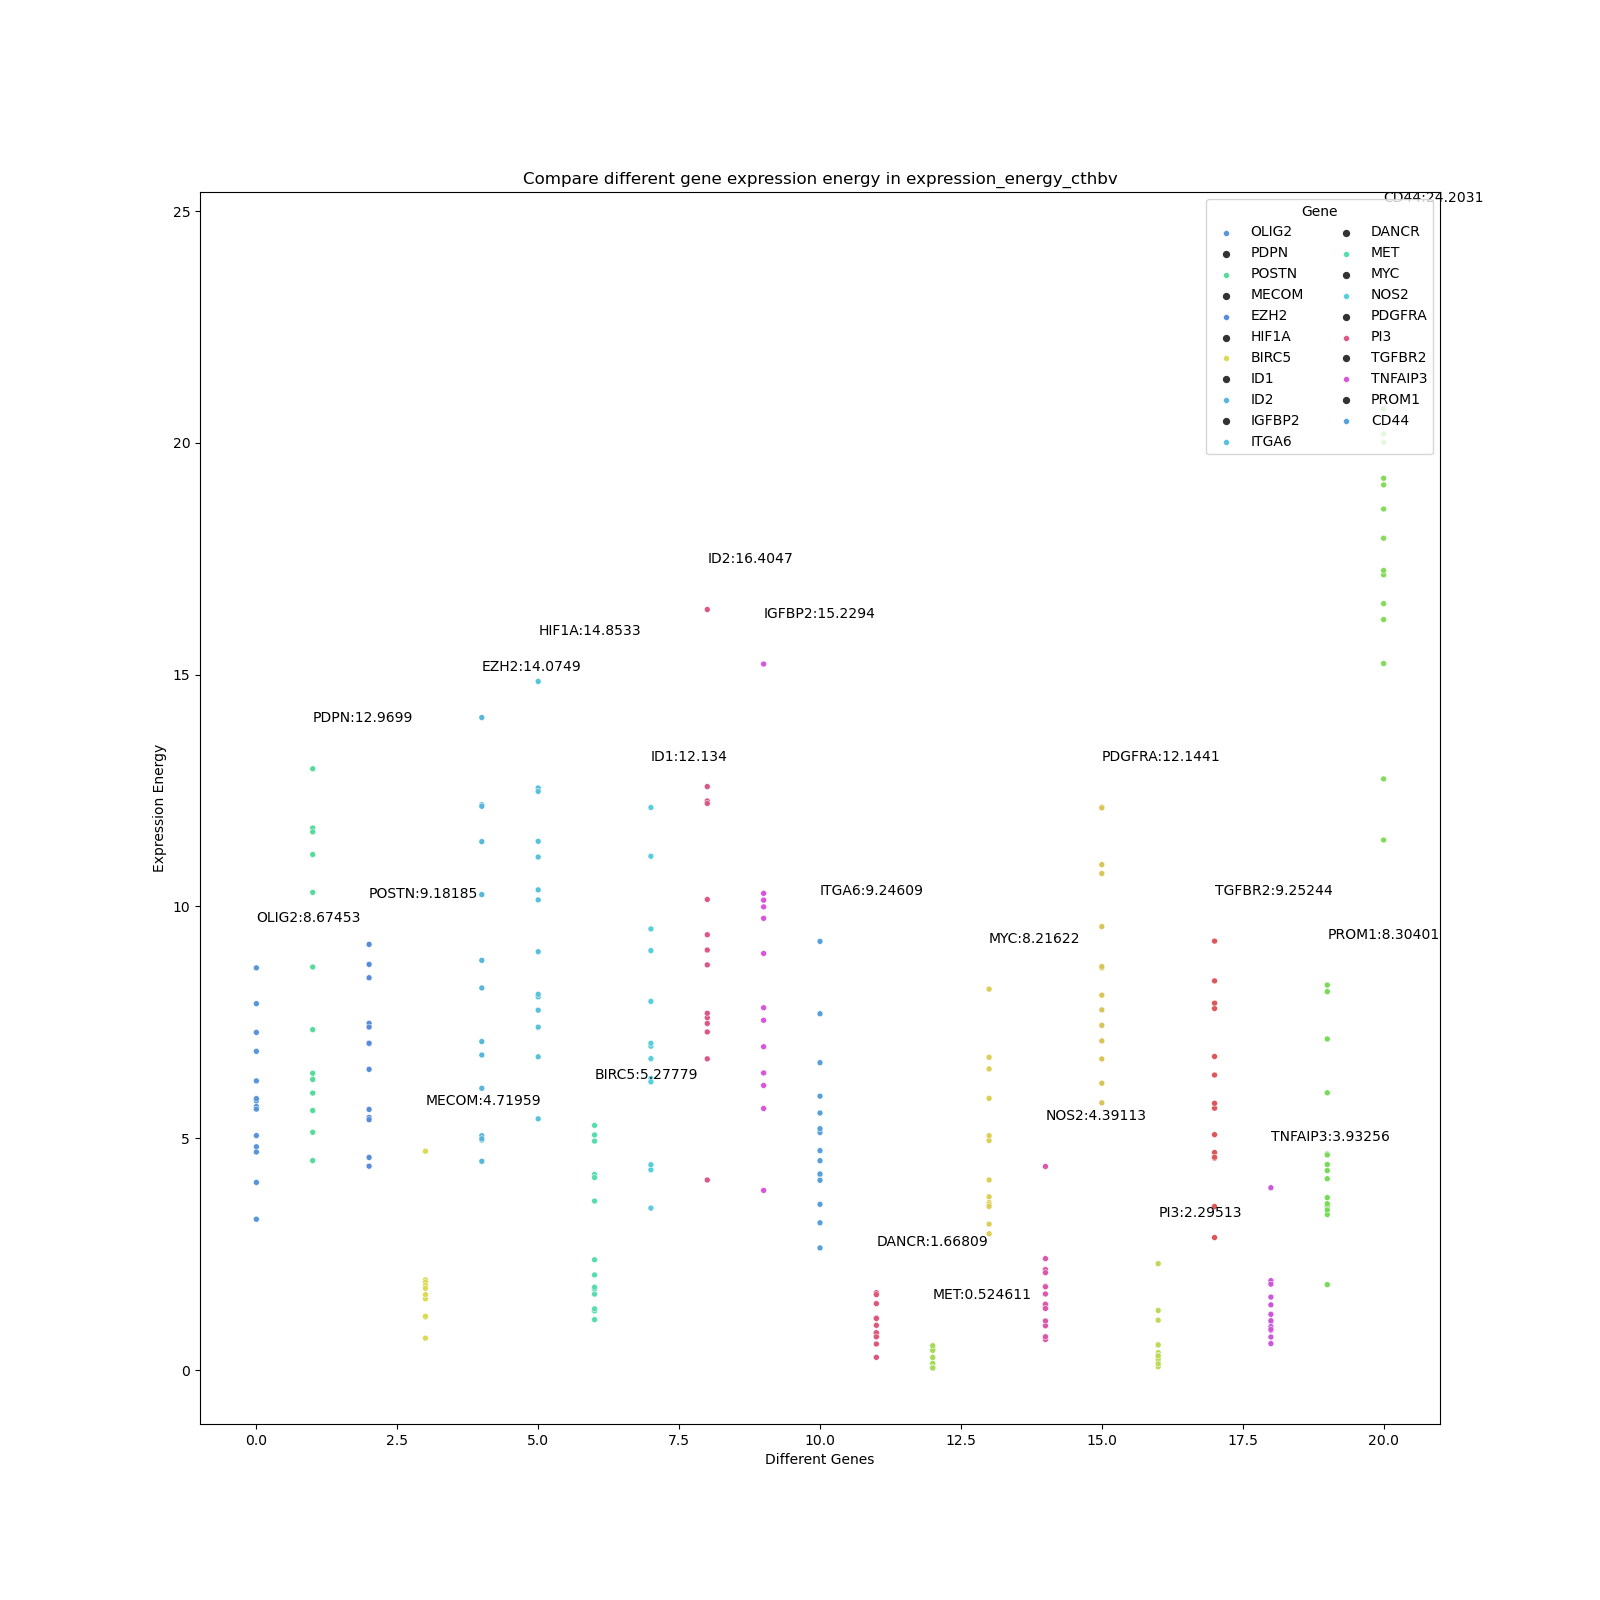 Compare different gene expression energy in expression_energy_cthbv
CD44:24.2031
Gene
OLIG2
PDPN
POSTN
MECOM
EZH2
HIF1A
BIRC5
ID1
ID2
IGFBP2
ITGA6
DANCR
MET
MYC
NOS2
PDGFRA
PI3
TGFBR2
TNFAIP3
PROM1
CD44
ID2:16.4047
IGFBP2:15.2294
HIF1A:14.8533
EZH2:14.0749
PDPN:12.9699
ID1:12.134
PDGFRA:12.1441
POSTN:9.18185
ITGA6:9.24609
TGFBR2:9.25244
OLIG2:8.67453
MYC:8.21622
PROM1:8.30401
BIRC5:5.27779
MECOM:4.71959
NOS2:4.39113
TNFAIP3:3.93256
PI3:2.29513
DANCR:1.66809
MET:0.524611
Expression Energy
25
20
15
10
5
0
0.0 2.5 5.0 7.5 10.0 12.5 15.0 17.5 20.0
Different Genes